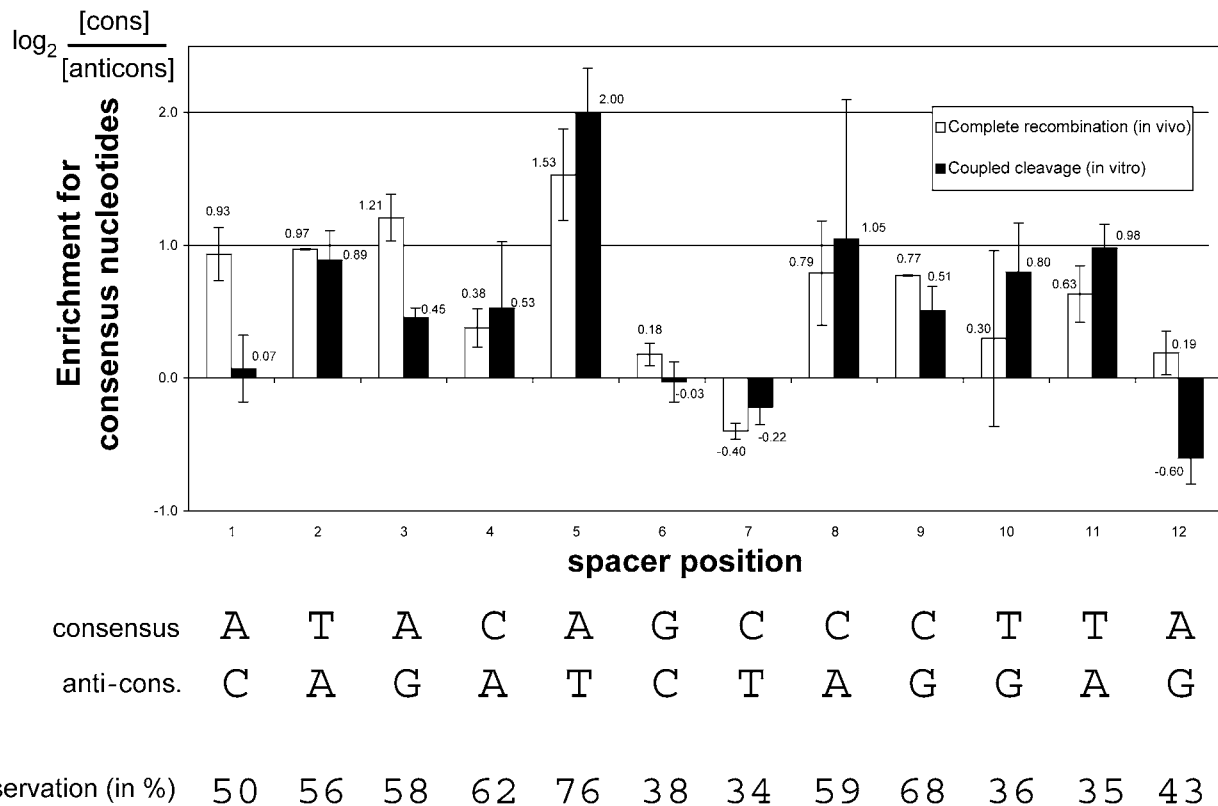 log2 [cons]
[anticons]
Enrichment for
consensus nucleotides
2.0
1.0
0.0
-1.0
Complete recombination (in vivo)
Coupled cleavage (in vitro)
0.93
0.07
0.97
0.89
1.21
0.45
0.38
0.53
1.53
2.00
0.18
-0.03
-0.40
-0.22
0.79
1.05
0.77
0.51
0.30
0.80
0.63
0.98
0.19
-0.60
1 2 3 4 5 6 7 8 9 10 11 12
spacer position
consensus A T A C A G C C C T T A
anti-cons. C A G A T C T A G G A G
servation (in %) 50 56 58 62 76 38 34 59 68 36 35 43